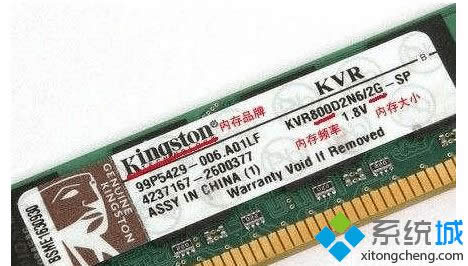 KVR
B
Kingston
内存品牌
KVR800D2N6/2G-SP
99P5429-006.A01LF
1.8V
内存频率
内存大小
4237167-2600377
ASSY IN CHINA (1)
Warranty Void If Removed
GENUINE
KINGSTON
系统城
xitongcheng.com